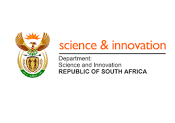 science & innovation
Department:
Science and Innovation
REPUBLIC OF SOUTH AFRICA